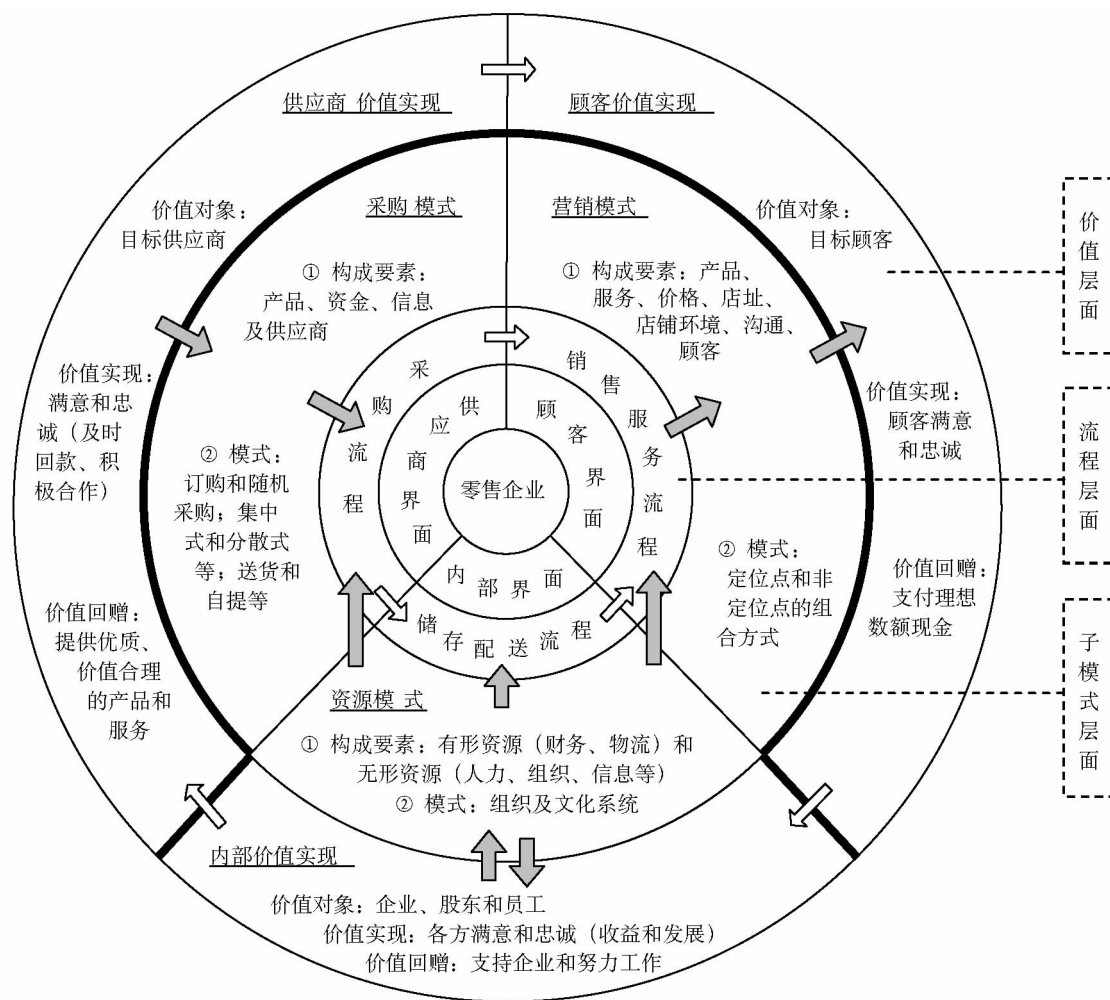 供应商 价值实现
顾客价值实现
价值对象：
目标供应商
采购 模式
营销模式
价值对象：
目标顾客
① 构成要素：
产品、资金、信息
及供应商
① 构成要素：产品、
服务、价格、店址、
店铺环境、沟通、
顾客
价值实现：
满意和忠
诚（及时
回款、积
极合作）
② 模式：
订购和随机
采购；集中
式和分散式
等；送货和
自提等
采购流程
供应商界面
零售企业
顾客界面
销售服务流程
内部界面
储存配送流程
价值实现：
顾客满意
和忠诚
② 模式：
定位点和非
定位点的组
合方式
价值回赠：
支付理想
数额现金
价值回赠：
提供优质、
价值合理
的产品和
服务
资源模 式
① 构成要素：有形资源（财务、物流）和
无形资源（人力、组织、信息等）
② 模式：组织及文化系统
内部价值实现
价值对象：企业、股东和员工
价值实现：各方满意和忠诚（收益和发展）
价值回赠：支持企业和努力工作
价值层面
流程层面
子模式层面